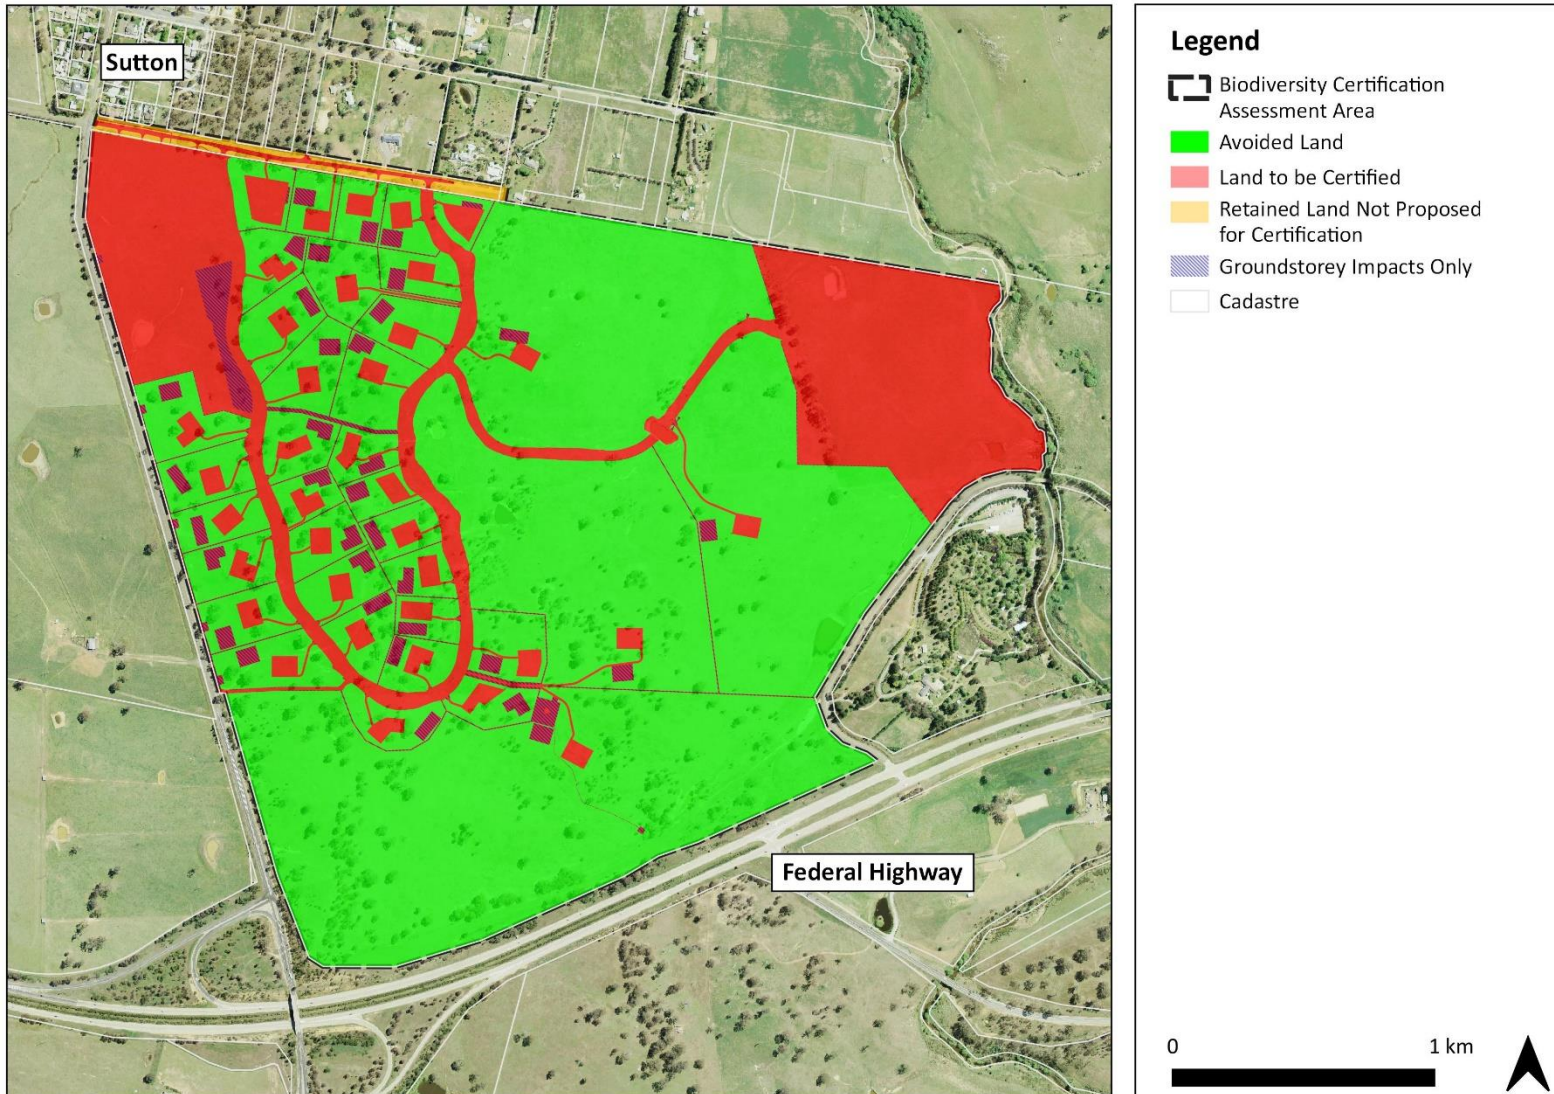 Sutton
Federal Highway
Legend
Biodiversity Certification
Assessment Area
Avoided Land
Land to be Certified
Retained Land Not Proposed
for Certification
Groundstorey Impacts Only
Cadastre
0 1 km